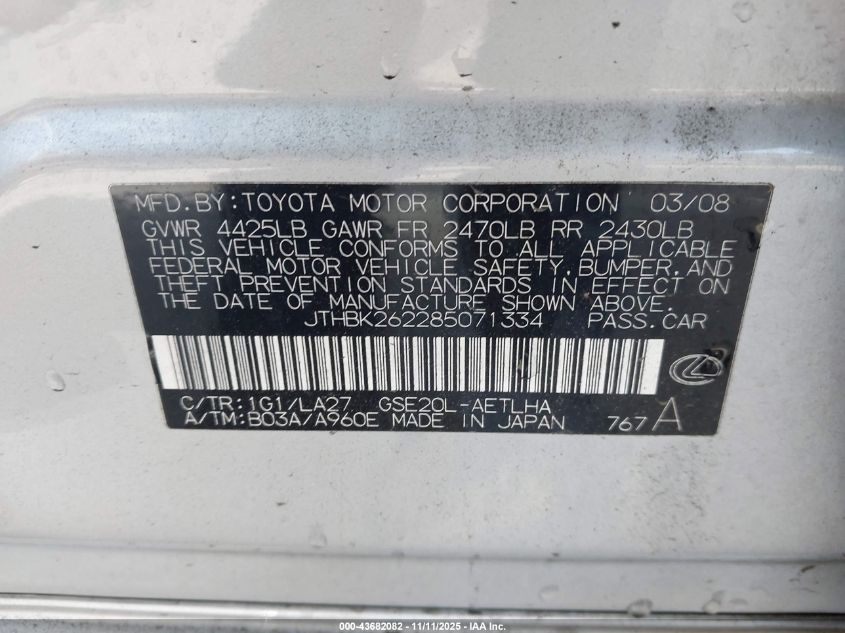 MFD.BY:TOYOTA MOTOR CORPORATION 03/08
GVWR 4425LB GAWR FR 2470LB RR 2430LB
THIS VEHICLE CONFORMS TO ALL APPLICABLE
FEDERAL MOTOR VEHICLE SAFETY, BUMPER, AND
THEFT PREVENTION STANDARDS IN EFFECT ON
THE DATE OF MANUFACTURE SHOWN ABOVE.
JTHBK262285071334 PASS.CAR
C/TR:1G1/LA27 GSE20L-AETLHA
A/TM:B03A/A960E MADE IN JAPAN 767 A
000-43682082 - 11/11/2025 - IAA Inc.